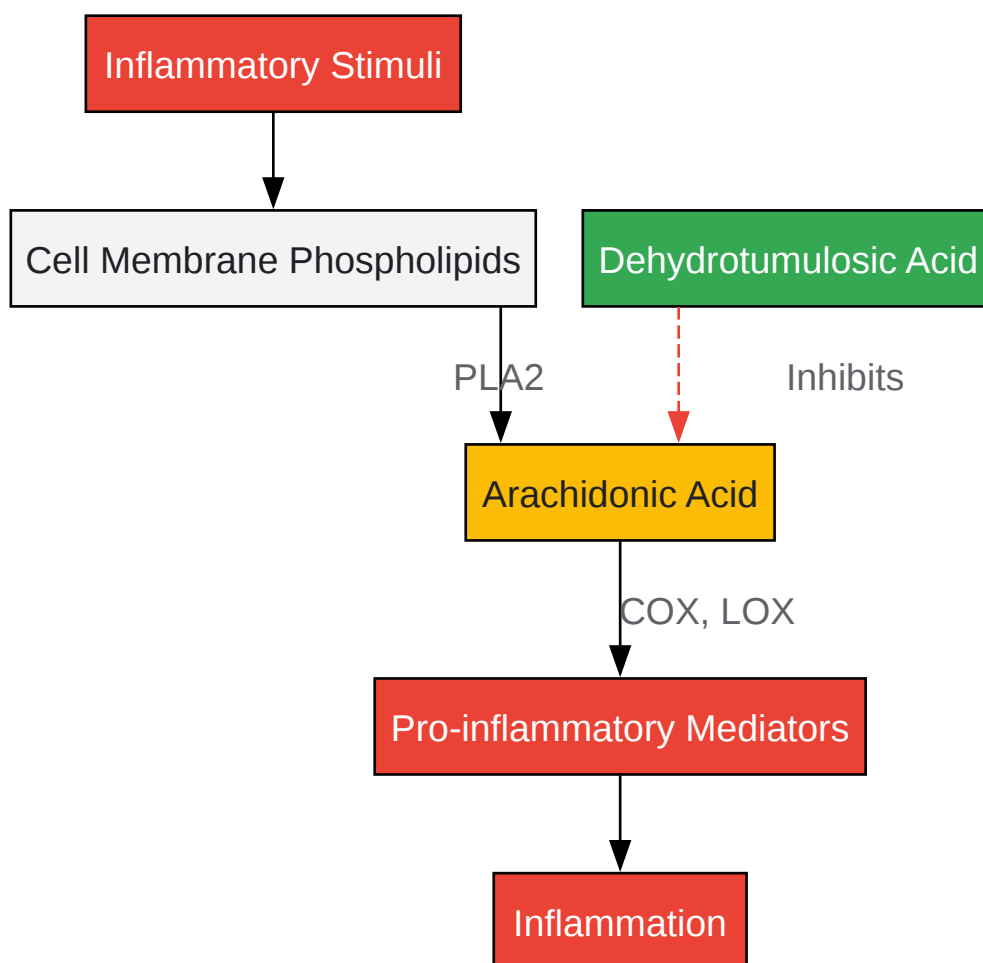 Inflammatory Stimuli
Cell Membrane Phospholipids
Dehydrotumulosic Acid
PLA2
Inhibits
Arachidonic Acid
COX, LOX
Pro-inflammatory Mediators
Inflammation